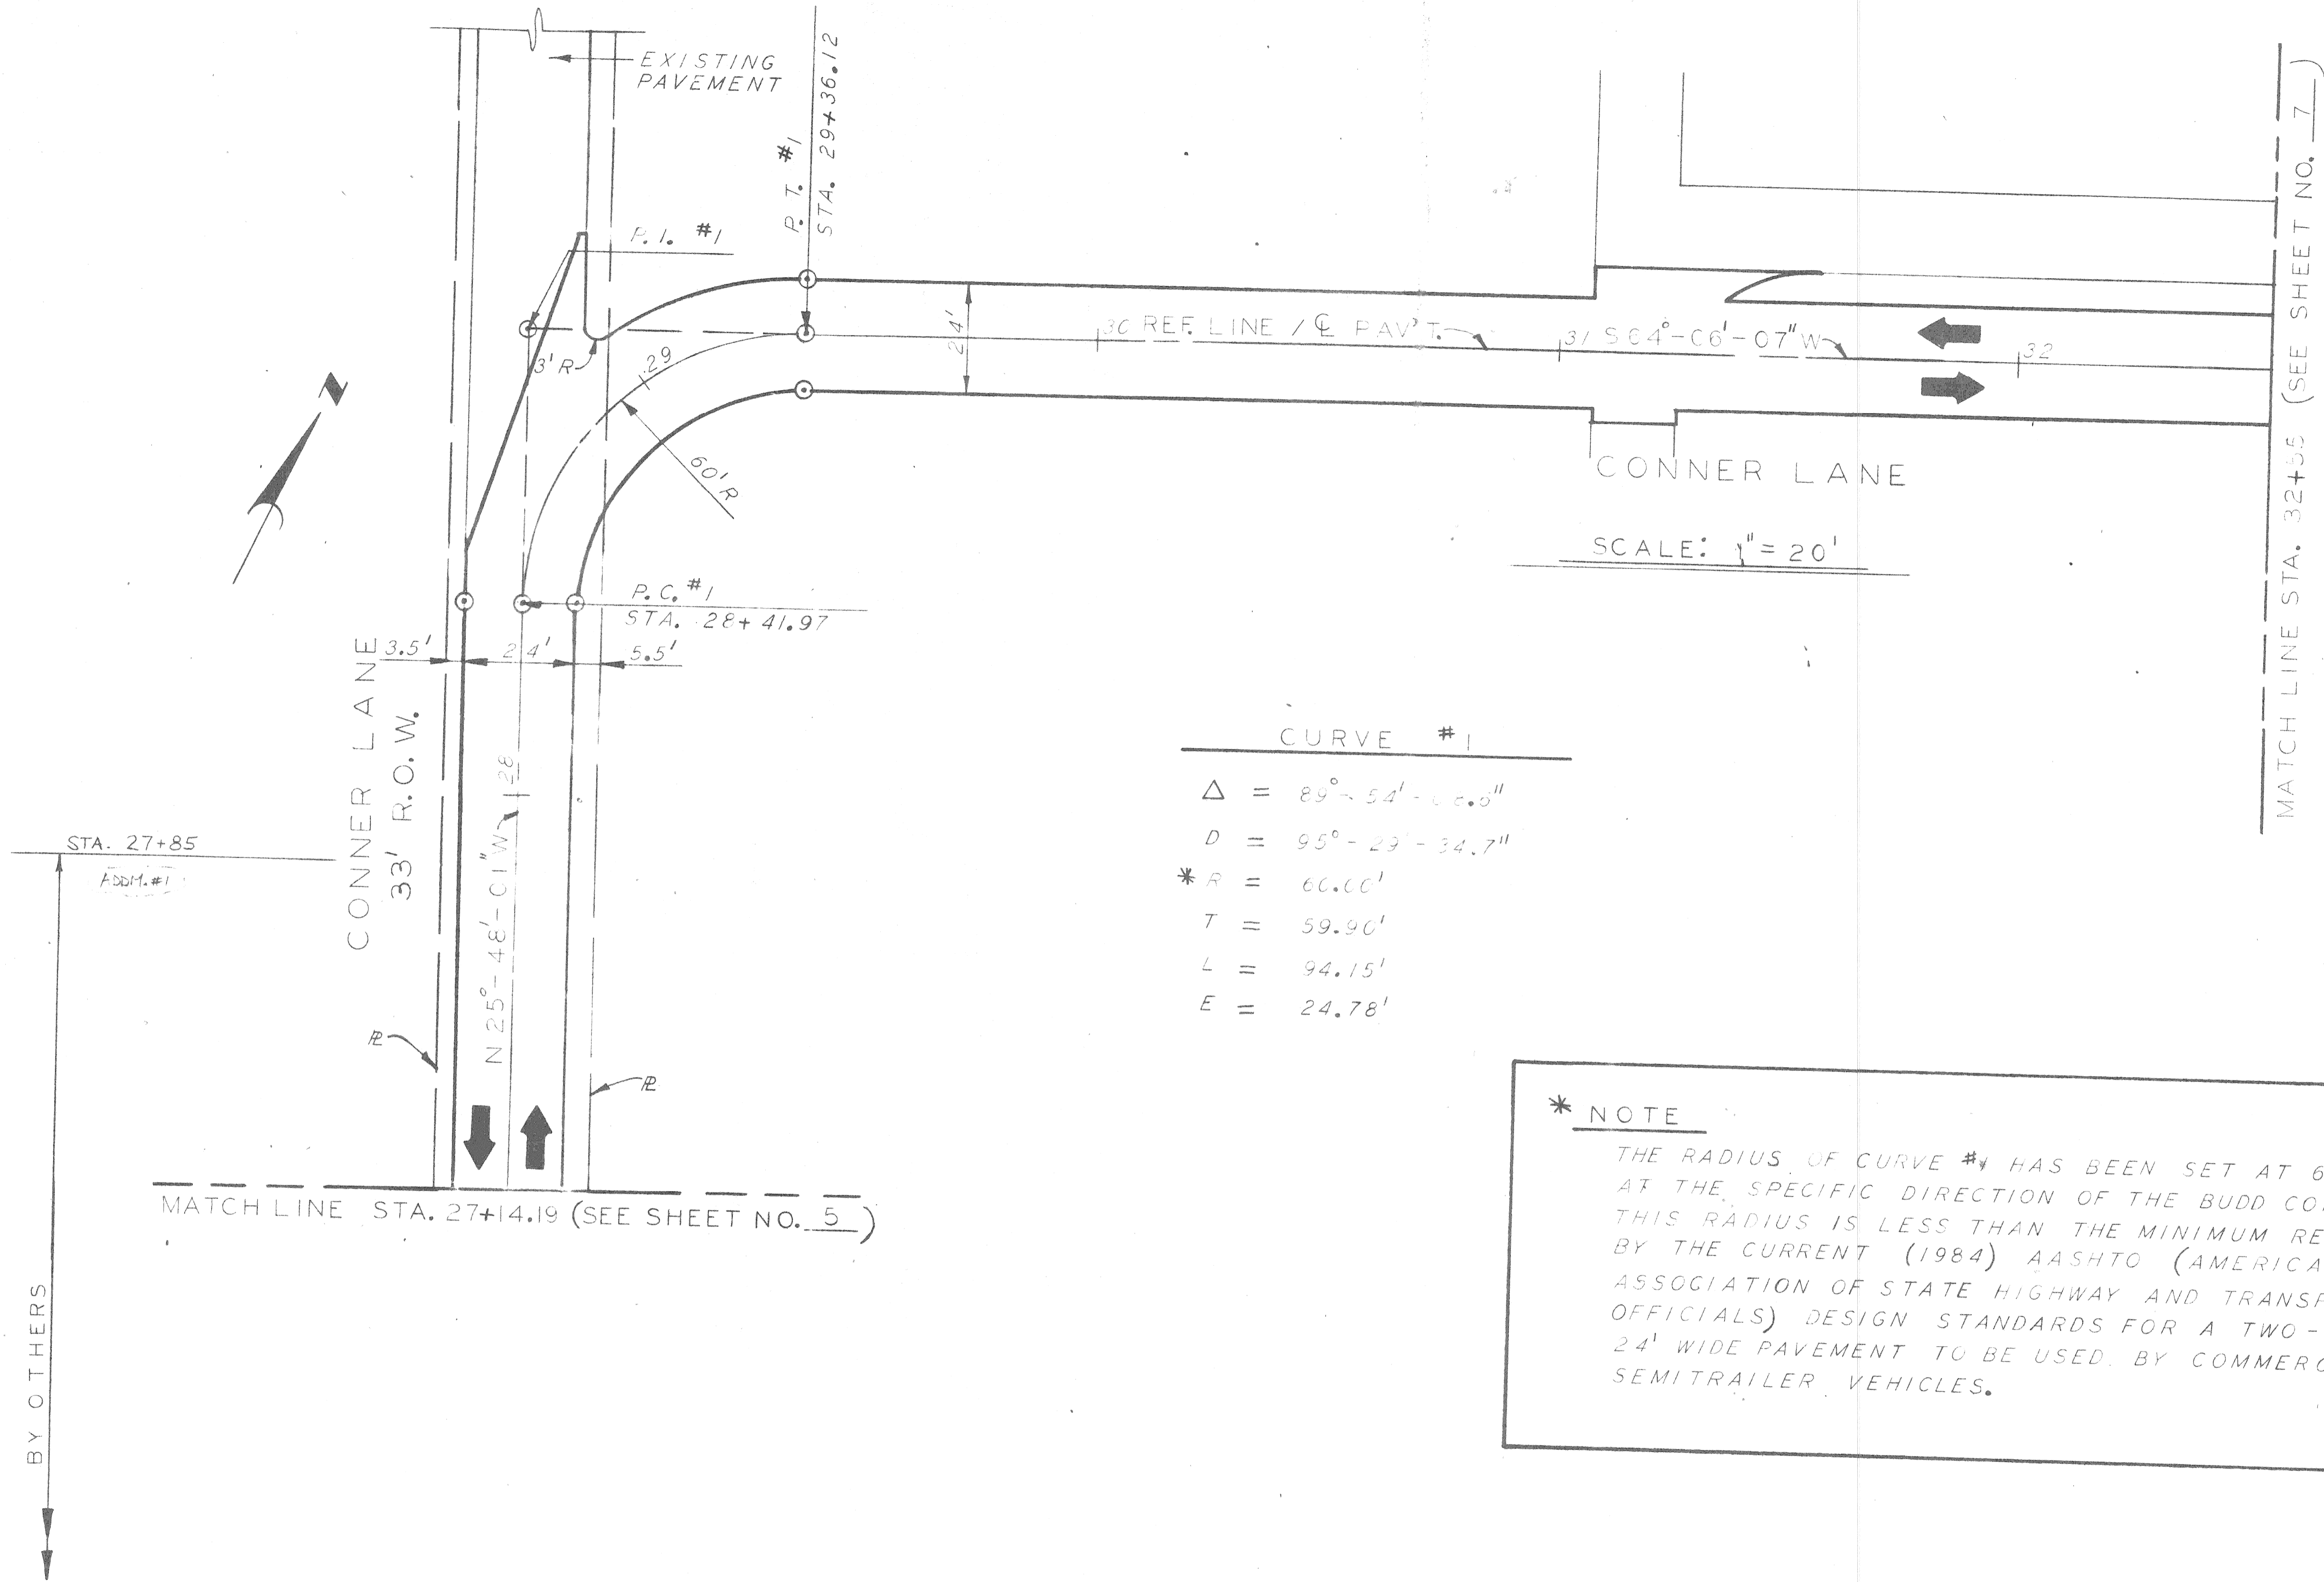 EXISTING
PAVEMENT
P.T. #1
STA. 29+36.12
P.I. #1
3'R
29
60'R
24'
30 REF. LINE / ℄ PAV'T.
31 S64°-06'-07"W
32
CONNER LANE
SCALE: 1"=20'
MATCH LINE STA. 32+55 (SEE SHEET NO. 7)
P.C. #1
STA. 28+41.97
3.5'
24'
5.5'
CONNER LANE
33' R.O.W.
N25°-48'-01"W
28
STA. 27+85
ADDM.#1
BY OTHERS
PL
PL
MATCH LINE STA. 27+14.19 (SEE SHEET NO. 5)
CURVE #1
Δ = 89°-54'-
D = 95°-29'-34.7"
* R = 60.00'
T = 59.90'
L = 94.15'
E = 24.78'
* NOTE
THE RADIUS OF CURVE #1 HAS BEEN SET AT 6
AT THE SPECIFIC DIRECTION OF THE BUDD CO
THIS RADIUS IS LESS THAN THE MINIMUM RE
BY THE CURRENT (1984) AASHTO (AMERICA
ASSOCIATION OF STATE HIGHWAY AND TRANSP
OFFICIALS) DESIGN STANDARDS FOR A TWO-
24' WIDE PAVEMENT TO BE USED BY COMMERC
SEMITRAILER VEHICLES.
N